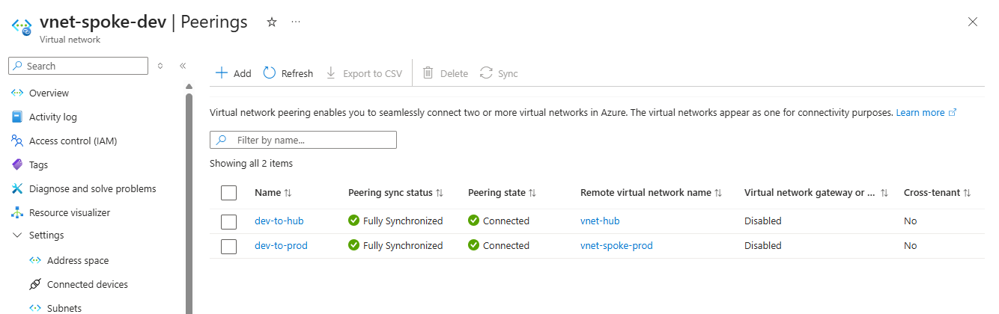 vnet-spoke-dev | Peerings
Virtual network
Search
Overview
Activity log
Access control (IAM)
Tags
Diagnose and solve problems
Resource visualizer
Settings
Address space
Connected devices
Subnets
Add Refresh Export to CSV Delete Sync
Virtual network peering enables you to seamlessly connect two or more virtual networks in Azure. The virtual networks appear as one for connectivity purposes. Learn more
Filter by name...
Showing all 2 items
Name Peering sync status Peering state Remote virtual network name Virtual network gateway or ... Cross-tenant
dev-to-hub Fully Synchronized Connected vnet-hub Disabled No
dev-to-prod Fully Synchronized Connected vnet-spoke-prod Disabled No